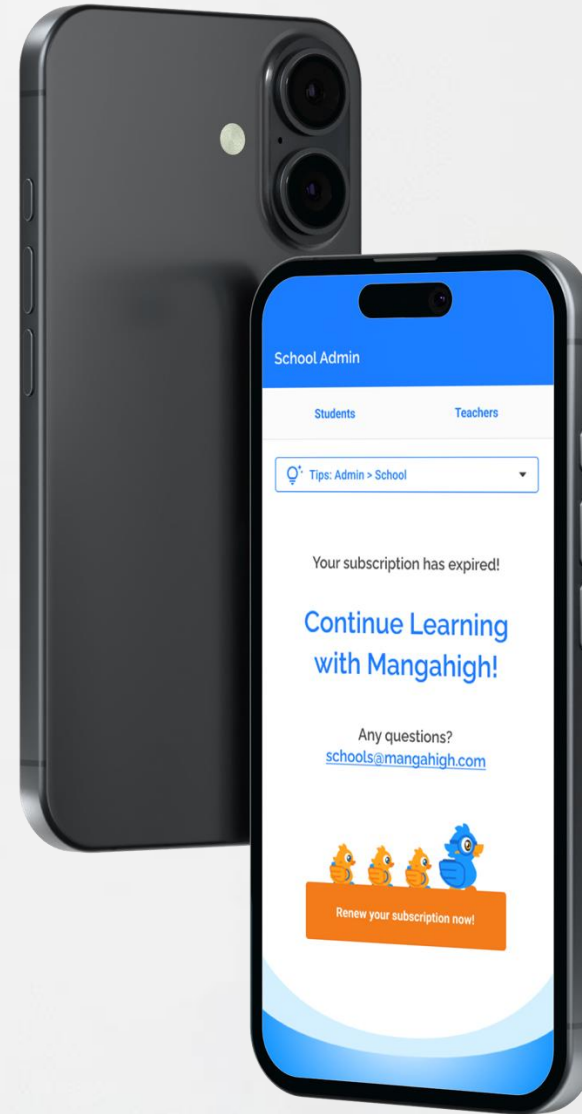 School Admin
Students
Teachers
Tips: Admin > School
Your subscription has expired!
Continue Learning
with Mangahigh!
Any questions?
schools@mangahigh.com
Renew your subscription now!